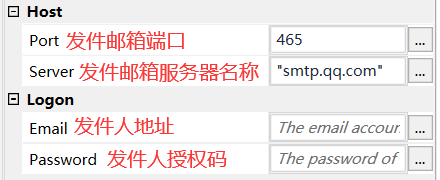 Host
Port 发件邮箱端口 465 ...
Server 发件邮箱服务器名称 "smtp.qq.com" ...
Logon
Email 发件人地址 The email accour ...
Password 发件人授权码 The password of ...